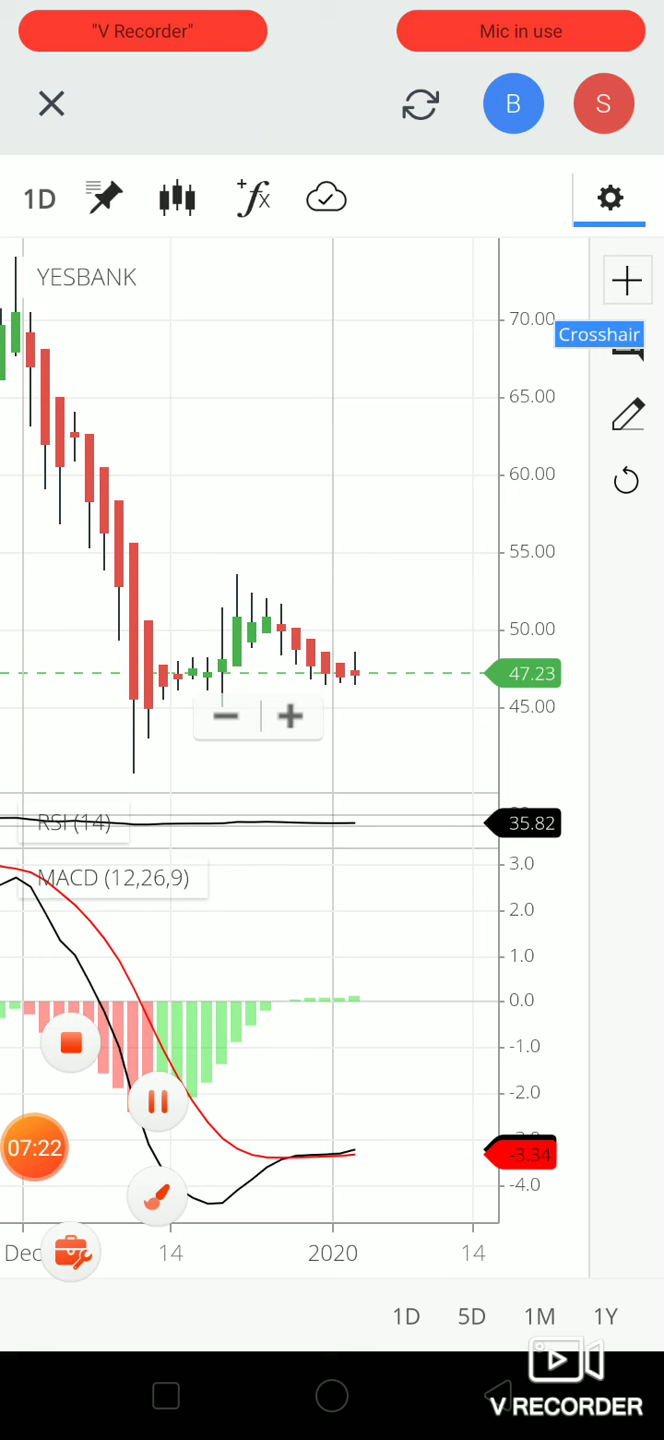 "V Recorder" Mic in use
B S
1D fx
YESBANK
70.00
Crosshair
65.00
60.00
55.00
50.00
47.23
45.00
RSI (14) 35.82
MACD (12,26,9) 3.0
2.0
1.0
0.0
-1.0
-2.0
07:22
-3.34
-4.0
Dec 14 2020 14
1D 5D 1M 1Y
V RECORDER